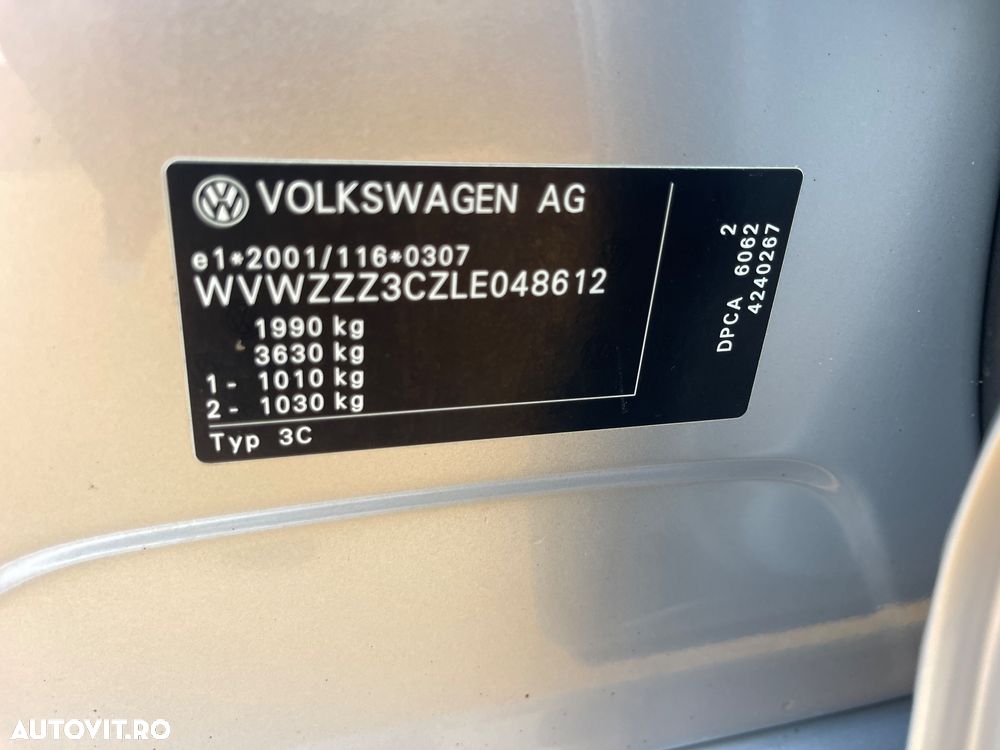 VOLKSWAGEN AG
e1*2001/116*0307
WVWZZZ3CZLE048612
1990 kg
3630 kg
1- 1010 kg
2- 1030 kg
Typ 3C
2
DPCA 6062
4240267
AUTOVIT.RO